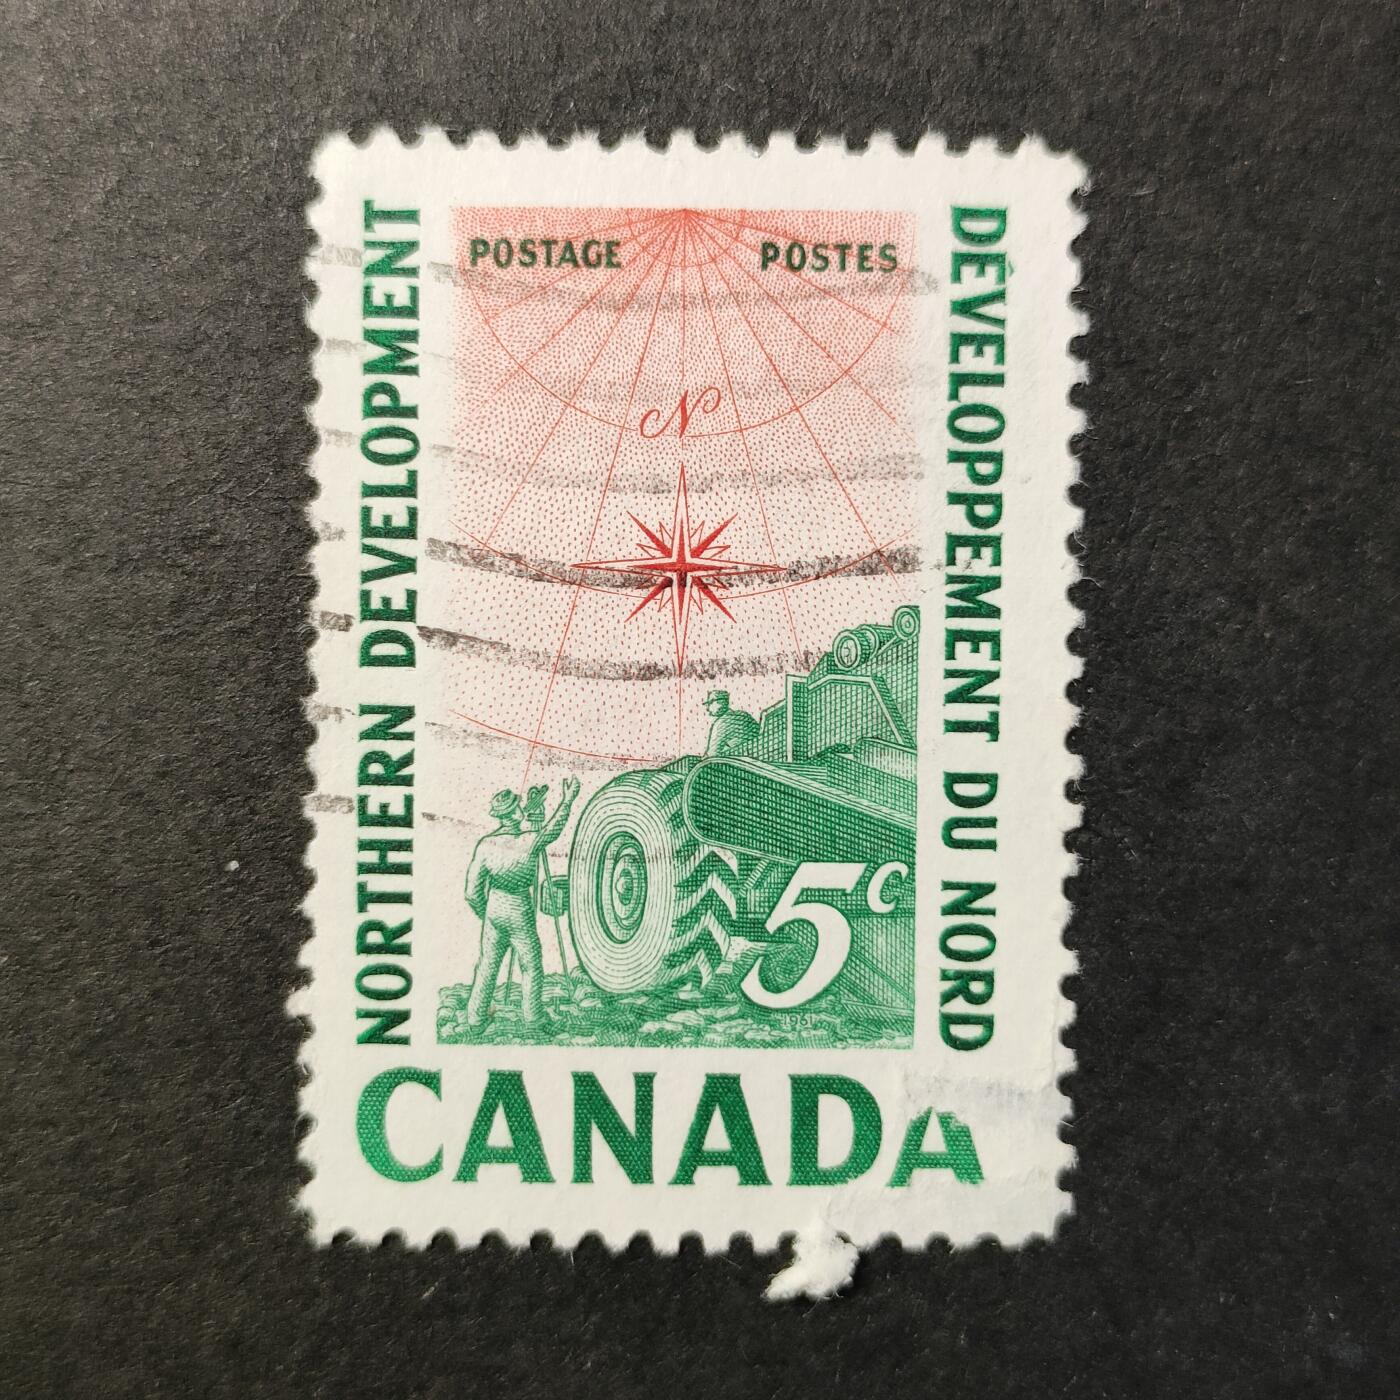 NORTHERN DEVELOPMENT
POSTAGE POSTES
N
DÉVELOPPEMENT DU NORD
5c
1961
CANADA